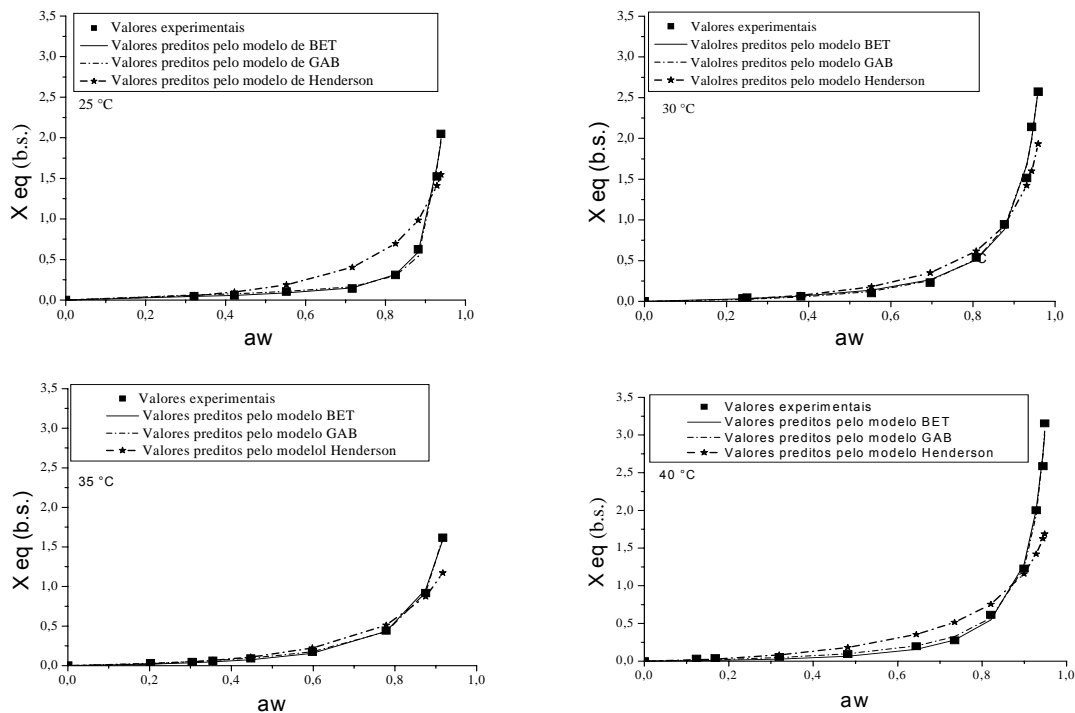 Valores experimentais
Valores preditos pelo modelo de BET
Valores preditos pelo modelo de GAB
Valores preditos pelo modelo de Henderson
25 °C
X eq (b.s.)
3,5
3,0
2,5
2,0
1,5
1,0
0,5
0,0
0,0 0,2 0,4 0,6 0,8 1,0
aw
Valores experimentais
Valolres preditos pelo modelo BET
Valolres preditos pelo modelo GAB
Valolres preditos pelo modelo Henderson
30 °C
X eq (b.s.)
3,5
3,0
2,5
2,0
1,5
1,0
0,5
0,0
0,0 0,2 0,4 0,6 0,8 1,0
aw
Valores experimentais
Valores preditos pelo modelo BET
Valores preditos pelo modelo GAB
Valores preditos pelo modelol Henderson
35 °C
X eq (b.s.)
3,5
3,0
2,5
2,0
1,5
1,0
0,5
0,0
0,0 0,2 0,4 0,6 0,8 1,0
aw
Valores experimentais
Valores preditos pelo modelo BET
Valores preditos pelo modelo GAB
Valores preditos pelo modelo Henderson
40 °C
X eq (b.s.)
3,5
3,0
2,5
2,0
1,5
1,0
0,5
0,0
0,0 0,2 0,4 0,6 0,8 1,0
aw